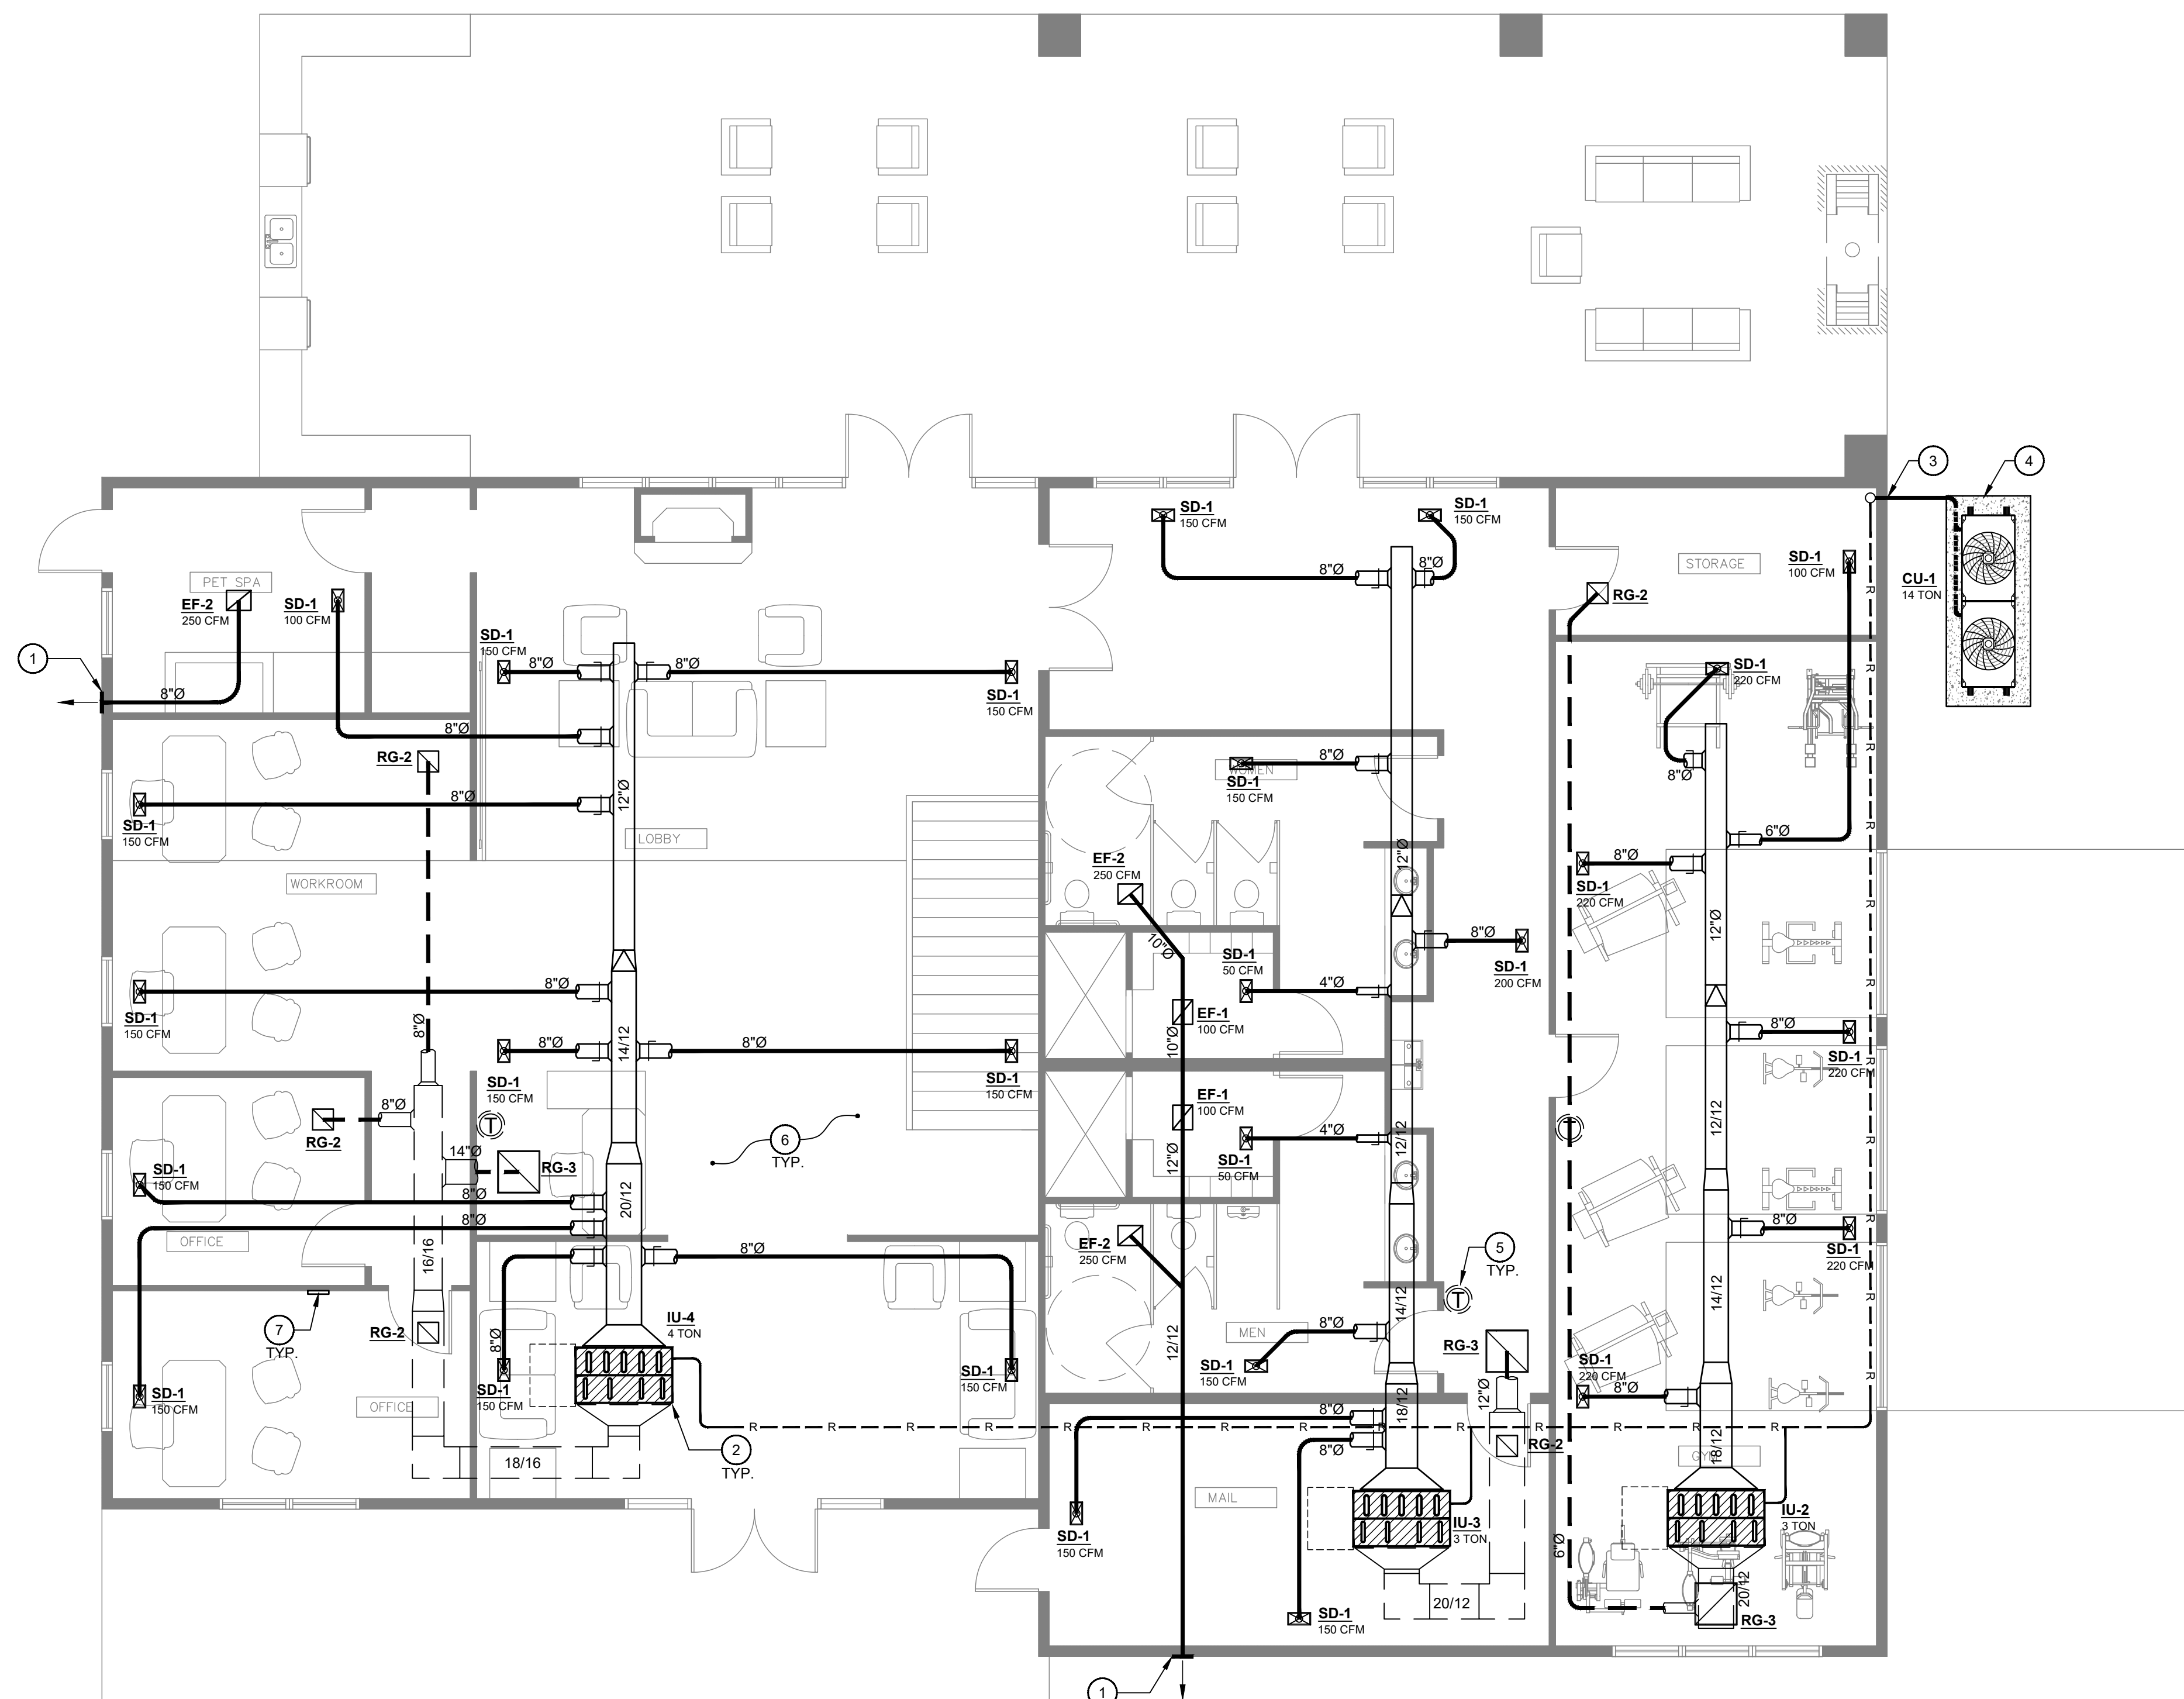 3
4
SD-1
150 CFM
SD-1
150 CFM
8"Ø
8"Ø
STORAGE
SD-1
100 CFM
CU-1
14 TON
R
RG-2
PET SPA
EF-2
250 CFM
SD-1
100 CFM
1
8"Ø
SD-1
150 CFM
8"Ø
8"Ø
SD-1
150 CFM
R
SD-1
220 CFM
8"Ø
R
8"Ø
RG-2
8"Ø
SD-1
150 CFM
12"Ø
LOBBY
WORKROOM
8"Ø
WOMEN
SD-1
150 CFM
12"Ø
EF-2
250 CFM
10"Ø
6"Ø
R
8"Ø
SD-1
220 CFM
R
12"Ø
8"Ø
SD-1
200 CFM
8"Ø
SD-1
150 CFM
8"Ø
14/12
8"Ø
8"Ø
SD-1
150 CFM
SD-1
150 CFM
SD-1
50 CFM
4"Ø
EF-1
100 CFM
10"Ø
R
8"Ø
SD-1
220 CFM
R
8"Ø
RG-2
T
14"Ø
RG-3
6
TYP.
EF-1
100 CFM
4"Ø
SD-1
50 CFM
12"Ø
12/12
T
12/12
R
SD-1
150 CFM
8"Ø
8"Ø
20/12
OFFICE
16/16
8"Ø
EF-2
250 CFM
5
TYP.
T
R
8"Ø
SD-1
220 CFM
14/12
14/12
R
7
TYP.
RG-2
8"Ø
IU-4
4 TON
12/12
MEN
8"Ø
SD-1
150 CFM
RG-3
12"Ø
SD-1
220 CFM
8"Ø
R
SD-1
150 CFM
OFFICE
SD-1
150 CFM
SD-1
150 CFM
2
TYP.
18/16
R R R R R R R R R R R R R
8"Ø
8"Ø
18/12
RG-2
18/12
GYM
MAIL
SD-1
150 CFM
IU-3
3 TON
IU-2
3 TON
6"Ø
20/12
20/12
RG-3
SD-1
150 CFM
1